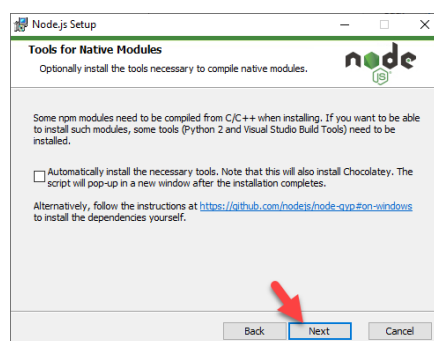 Node.js Setup
Tools for Native Modules
Optionally install the tools necessary to compile native modules.
node
JS
Some npm modules need to be compiled from C/C++ when installing. If you want to be able
to install such modules, some tools (Python 2 and Visual Studio Build Tools) need to be
installed.
Automatically install the necessary tools. Note that this will also install Chocolatey. The
script will pop-up in a new window after the installation completes.
Alternatively, follow the instructions at https://github.com/nodejs/node-gyp#on-windows
to install the dependencies yourself.
Back Next Cancel